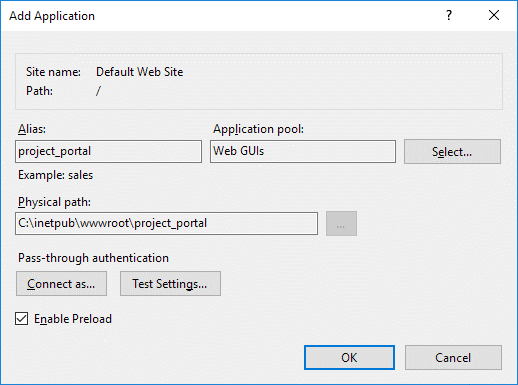 Add Application
?
Site name: Default Web Site
Path: /
Alias: Application pool:
project_portal Web GUIs Select...
Example: sales
Physical path:
C:\inetpub\wwwroot\project_portal ...
Pass-through authentication
Connect as... Test Settings...
Enable Preload
OK Cancel